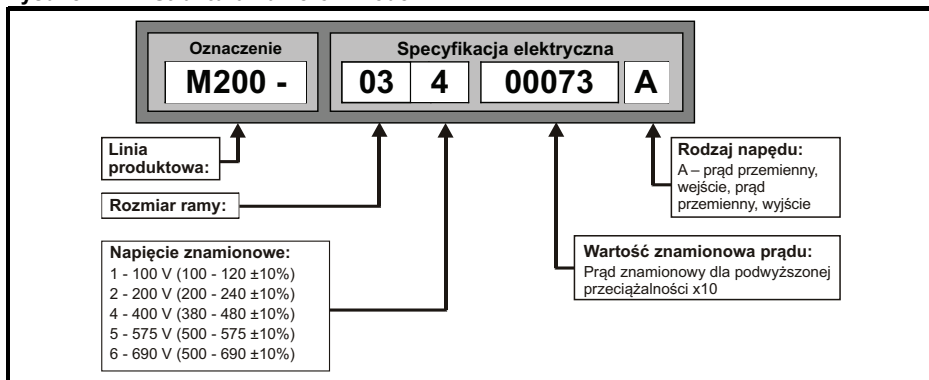 Oznaczenie
Specyfikacja elektryczna
M200 -
03 4 00073 A
Linia
produktowa:
Rozmiar ramy:
Napięcie znamionowe:
1 - 100 V (100 - 120 ±10%)
2 - 200 V (200 - 240 ±10%)
4 - 400 V (380 - 480 ±10%)
5 - 575 V (500 - 575 ±10%)
6 - 690 V (500 - 690 ±10%)
Rodzaj napędu:
A – prąd przemienny,
wejście, prąd
przemienny, wyjście
Wartość znamionowa prądu:
Prąd znamionowy dla podwyższonej
przeciążalności x10